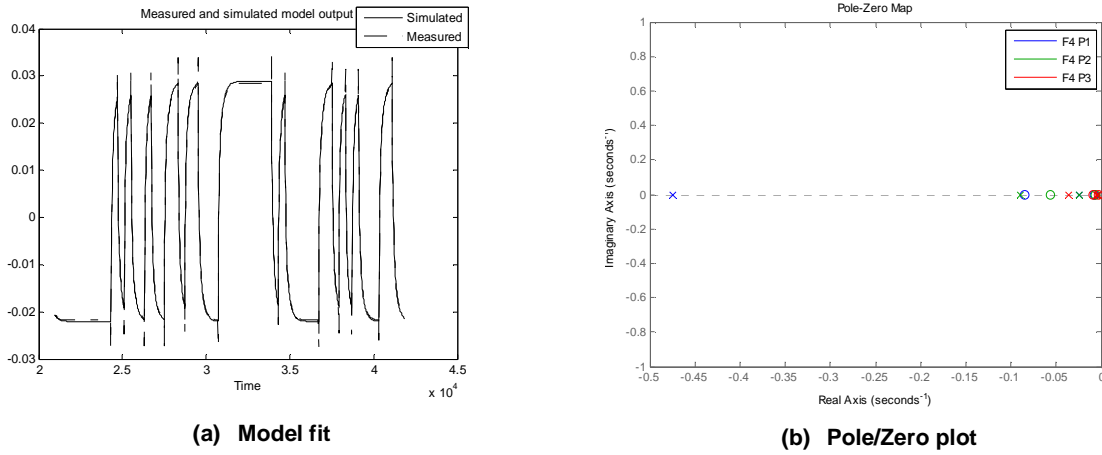 Measured and simulated model output
Simulated
Measured
0.04
0.03
0.02
0.01
0
-0.01
-0.02
-0.03
2
2.5
3
3.5
4
4.5
x 10⁴
Time
(a) Model fit
Pole-Zero Map
F4 P1
F4 P2
F4 P3
1
0.8
0.6
0.4
0.2
0
-0.2
-0.4
-0.6
-0.8
-1
Imaginary Axis (seconds⁻¹)
-0.5
-0.45
-0.4
-0.35
-0.3
-0.25
-0.2
-0.15
-0.1
-0.05
0
Real Axis (seconds⁻¹)
(b) Pole/Zero plot